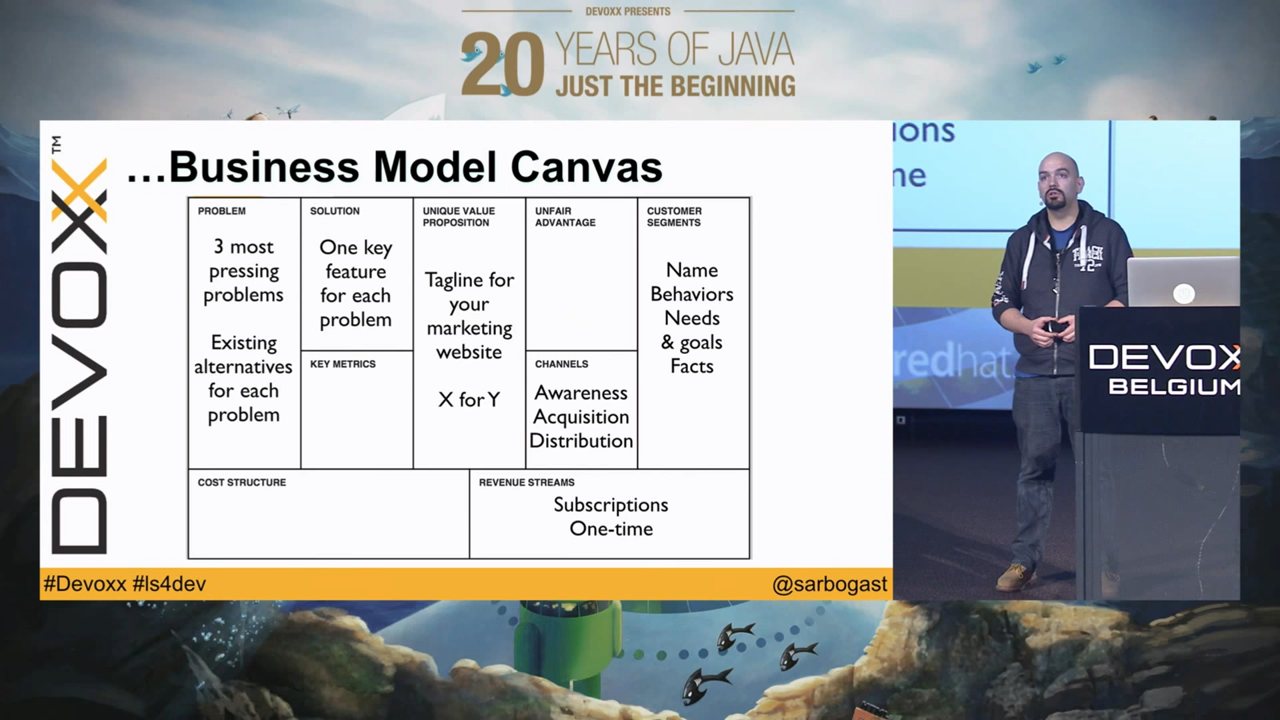 DEVOXX PRESENTS
20 YEARS OF JAVA
JUST THE BEGINNING
DEVOXX™
...Business Model Canvas
PROBLEM
3 most
pressing
problems
Existing
alternatives
for each
problem
SOLUTION
One key
feature
for each
problem
KEY METRICS
UNIQUE VALUE
PROPOSITION
Tagline for
your
marketing
website
X for Y
UNFAIR
ADVANTAGE
CHANNELS
Awareness
Acquisition
Distribution
CUSTOMER
SEGMENTS
Name
Behaviors
Needs
& goals
Facts
COST STRUCTURE
REVENUE STREAMS
Subscriptions
One-time
#Devoxx #ls4dev
@sarbogast
ions
ne
redhat.
DEVOX
BELGIUM